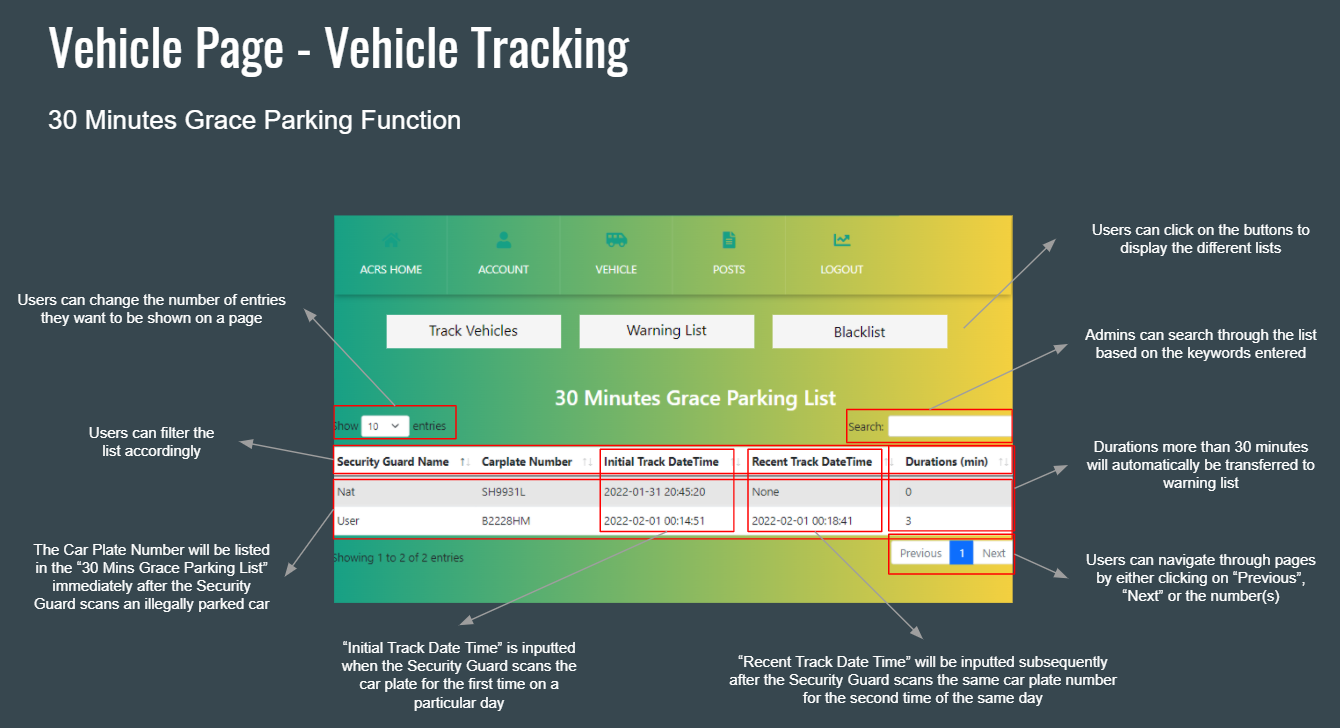 Vehicle Page - Vehicle Tracking
30 Minutes Grace Parking Function
ACRS HOME
ACCOUNT
VEHICLE
POSTS
LOGOUT
Users can click on the buttons to
display the different lists
Users can change the number of entries
they want to be shown on a page
Track Vehicles
Warning List
Blacklist
Admins can search through the list
based on the keywords entered
30 Minutes Grace Parking List
Show 10 entries
Search:
Users can filter the
list accordingly
Durations more than 30 minutes
will automatically be transferred to
warning list
Security Guard Name Carplate Number Initial Track DateTime Recent Track DateTime Durations (min)
Nat SH9931L 2022-01-31 20:45:20 None 0
User B2228HM 2022-02-01 00:14:51 2022-02-01 00:18:41 3
Showing 1 to 2 of 2 entries
Previous 1 Next
The Car Plate Number will be listed
in the “30 Mins Grace Parking List”
immediately after the Security
Guard scans an illegally parked car
Users can navigate through pages
by either clicking on “Previous”,
“Next” or the number(s)
“Initial Track Date Time” is inputted
when the Security Guard scans the
car plate for the first time on a
particular day
“Recent Track Date Time” will be inputted subsequently
after the Security Guard scans the same car plate number
for the second time of the same day